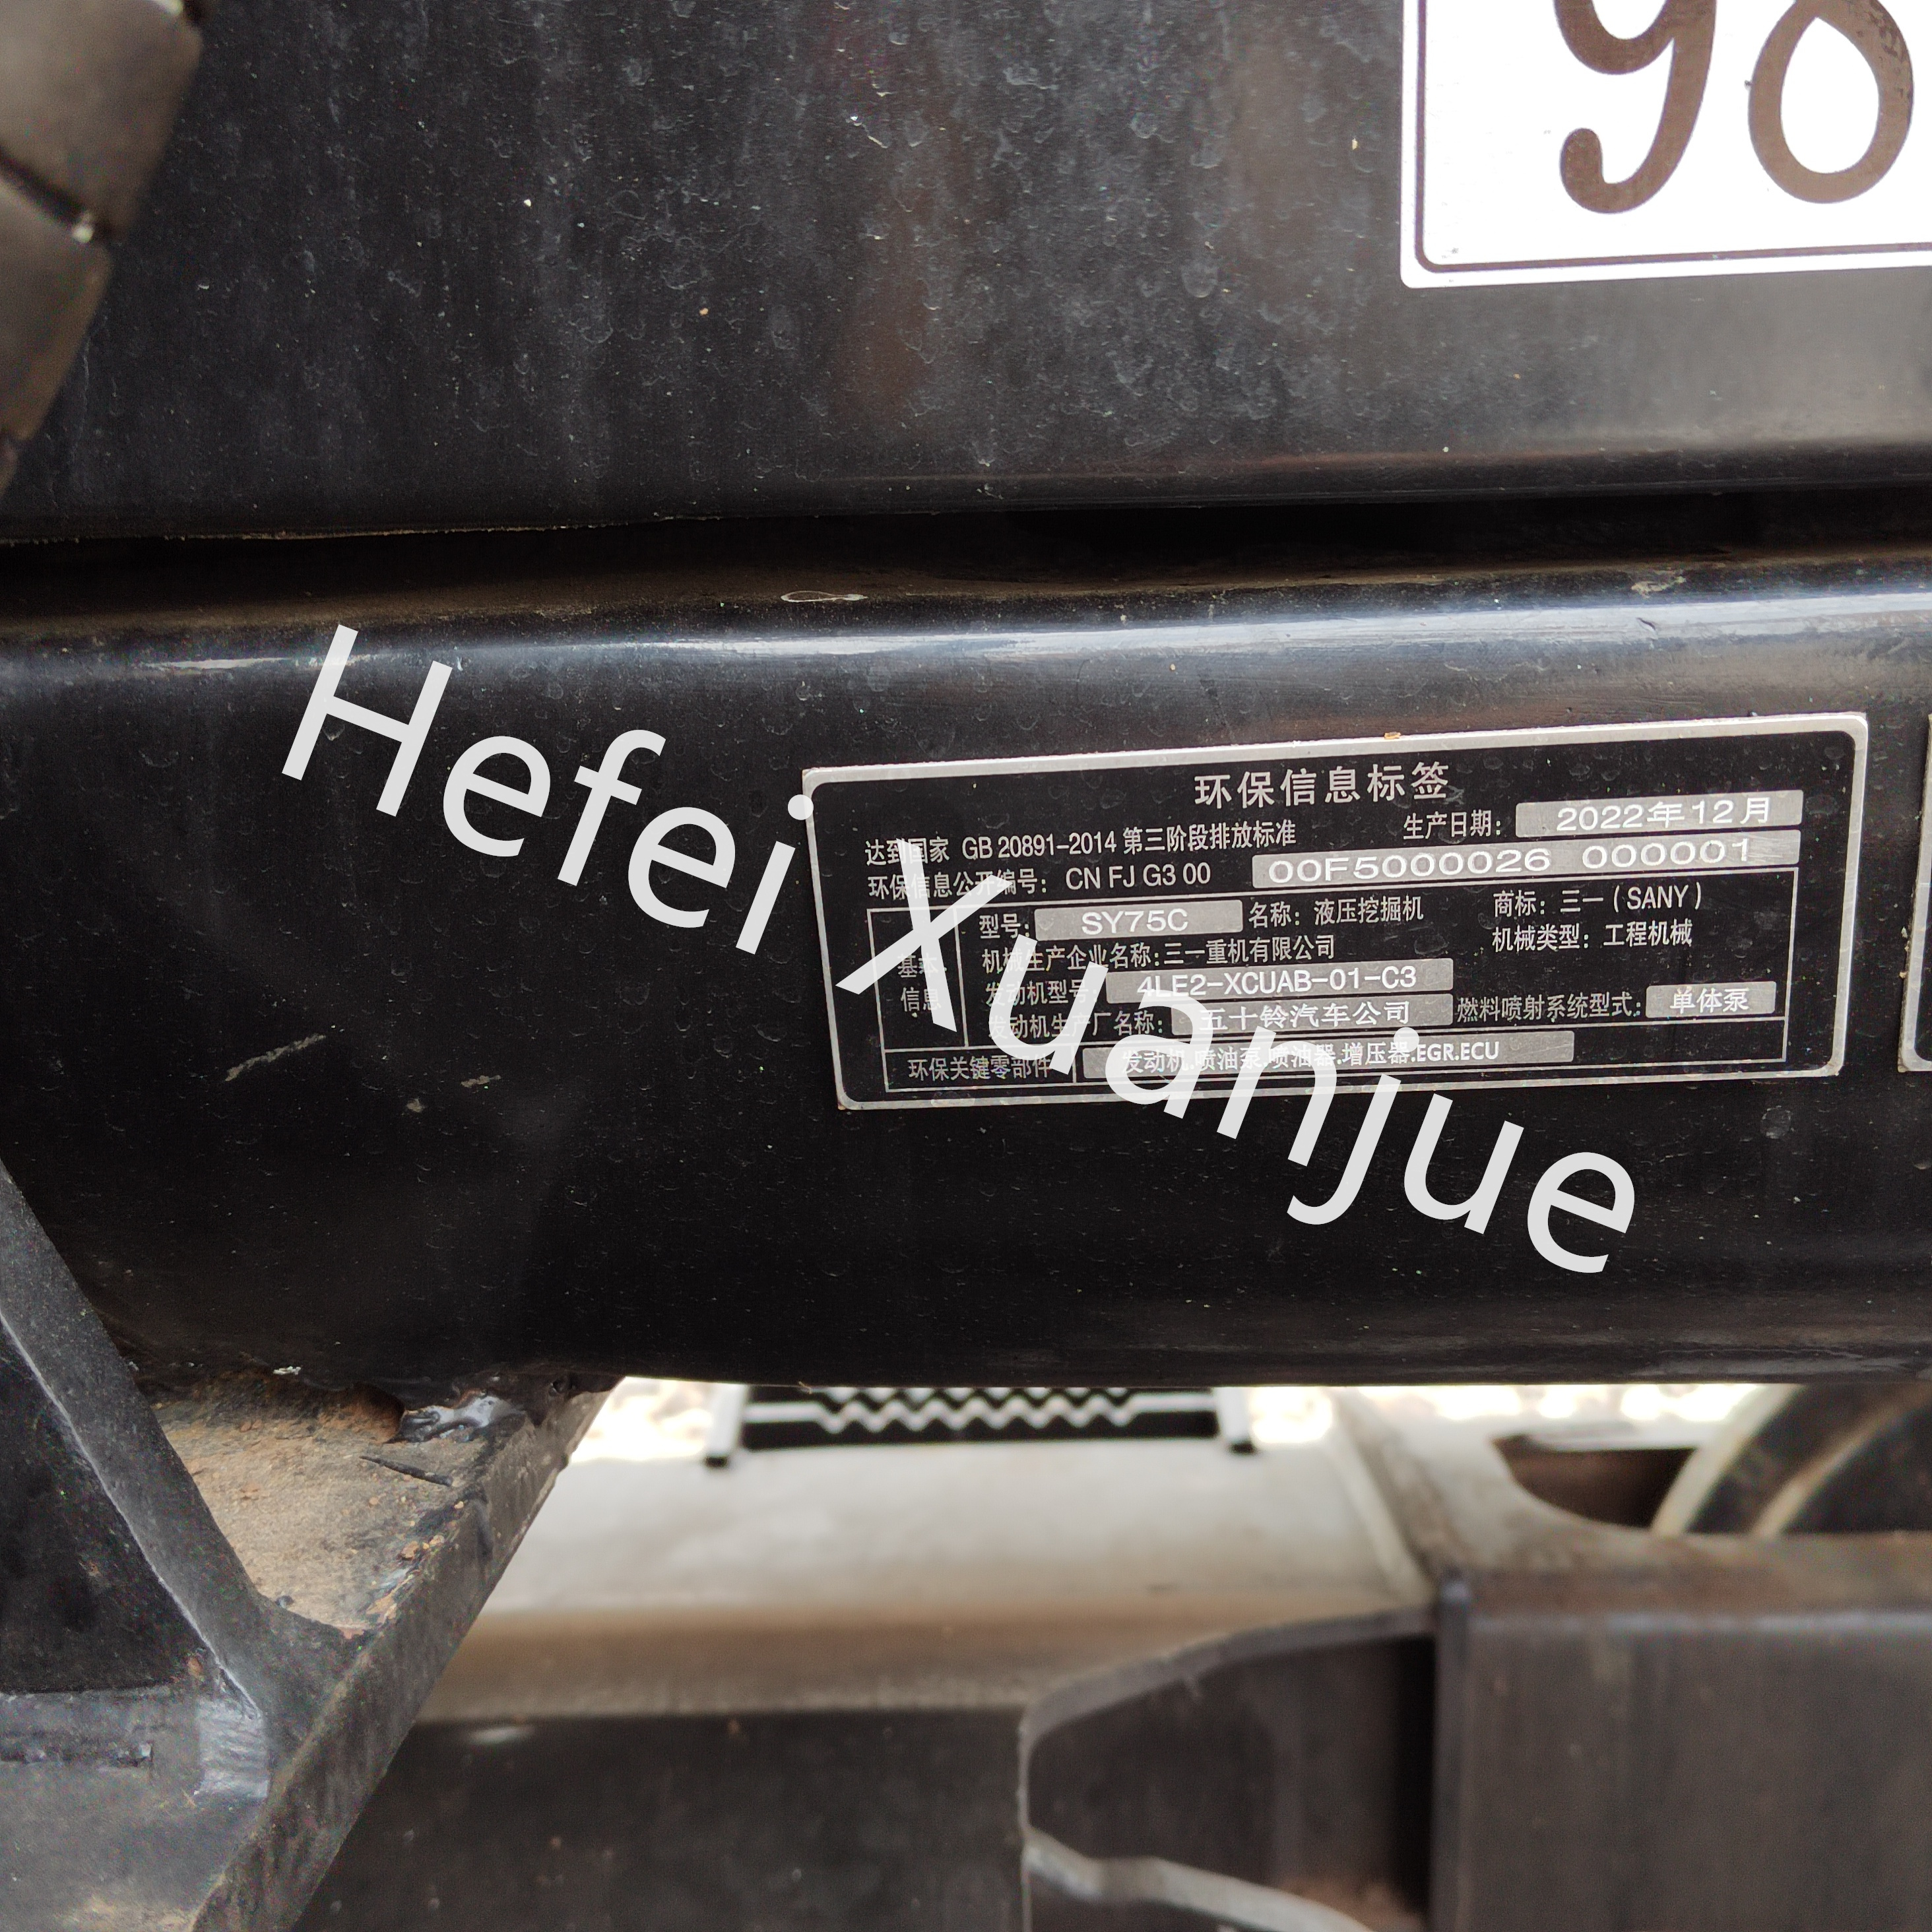 98
环保信息标签
达到国家 GB 20891-2014 第三阶段排放标准 生产日期: 2022年12月
环保信息公开编号: CN FJ G3 00 00F5000026 000001
型号: SY75C 名称: 液压挖掘机 商标: 三一(SANY)
机械生产企业名称:三一重机有限公司 机械类型: 工程机械
基本
信息
发动机型号: 4LE2-XCUAB-01-C3
发动机生产厂名称: 五十铃汽车公司 燃料喷射系统型式: 单体泵
环保关键零部件 发动机.喷油泵.喷油器.增压器.EGR.ECU
Hefei Xuanjue